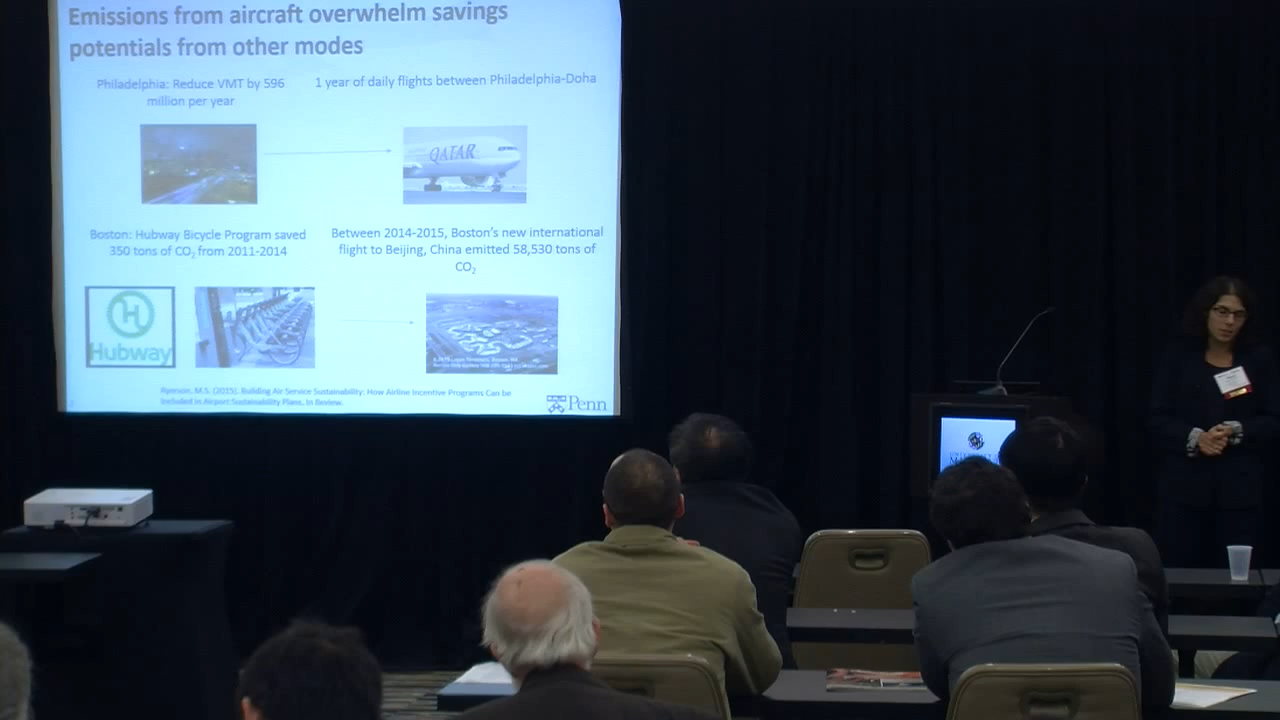 Emissions from aircraft overwhelm savings
potentials from other modes
Philadelphia: Reduce VMT by 596
million per year
1 year of daily flights between Philadelphia-Doha
QATAR
Boston: Hubway Bicycle Program saved
350 tons of CO₂ from 2011-2014
Between 2014-2015, Boston's new international
flight to Beijing, China emitted 58,530 tons of
CO₂
H
Hubway
Ryerson, M.S. (2015). Building Air Service Sustainability: How Airline Incentive Programs Can be
Included in Airport Sustainability Plans. In Review.
Penn